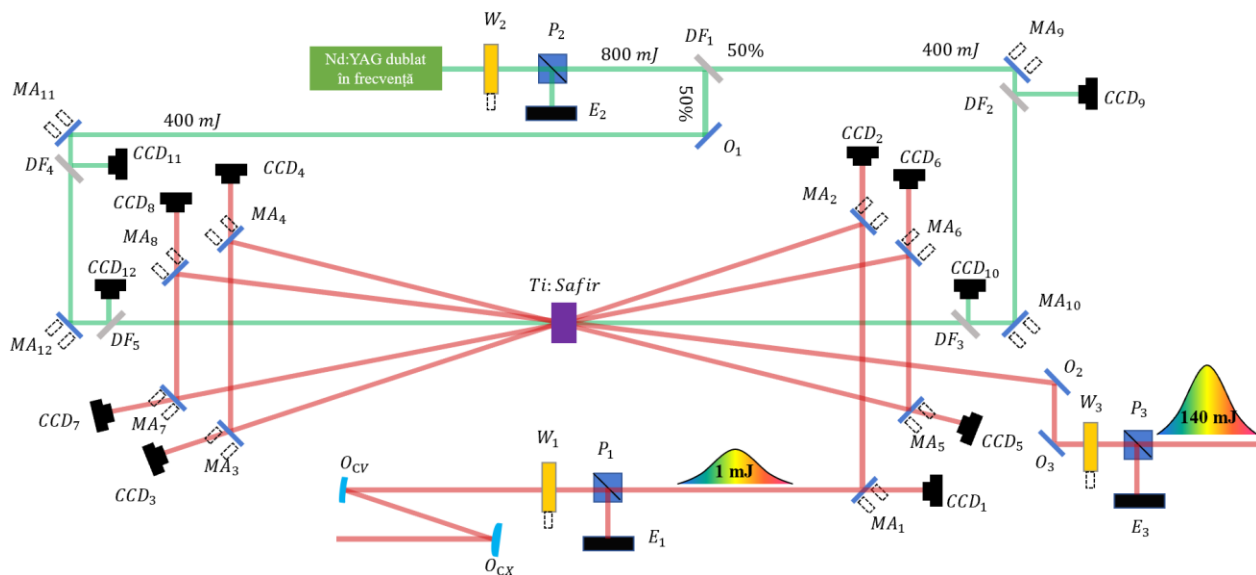 W₂
P₂
800 mJ
DF₁
50%
400 mJ
MA₉
Nd:YAG dublat
în frecvență
MA₁₁
400 mJ
E₂
50%
O₁
DF₂
CCD₉
DF₄
CCD₁₁
CCD₄
CCD₂
CCD₆
CCD₈
MA₄
MA₂
MA₆
MA₈
CCD₁₂
Ti: Safir
CCD₁₀
MA₁₀
MA₁₂
DF₅
DF₃
O₂
CCD₇
MA₇
MA₅
CCD₅
W₃
P₃
140 mJ
O₃
MA₃
CCD₃
O_CV
W₁
P₁
1 mJ
CCD₁
MA₁
E₁
E₃
O_CX